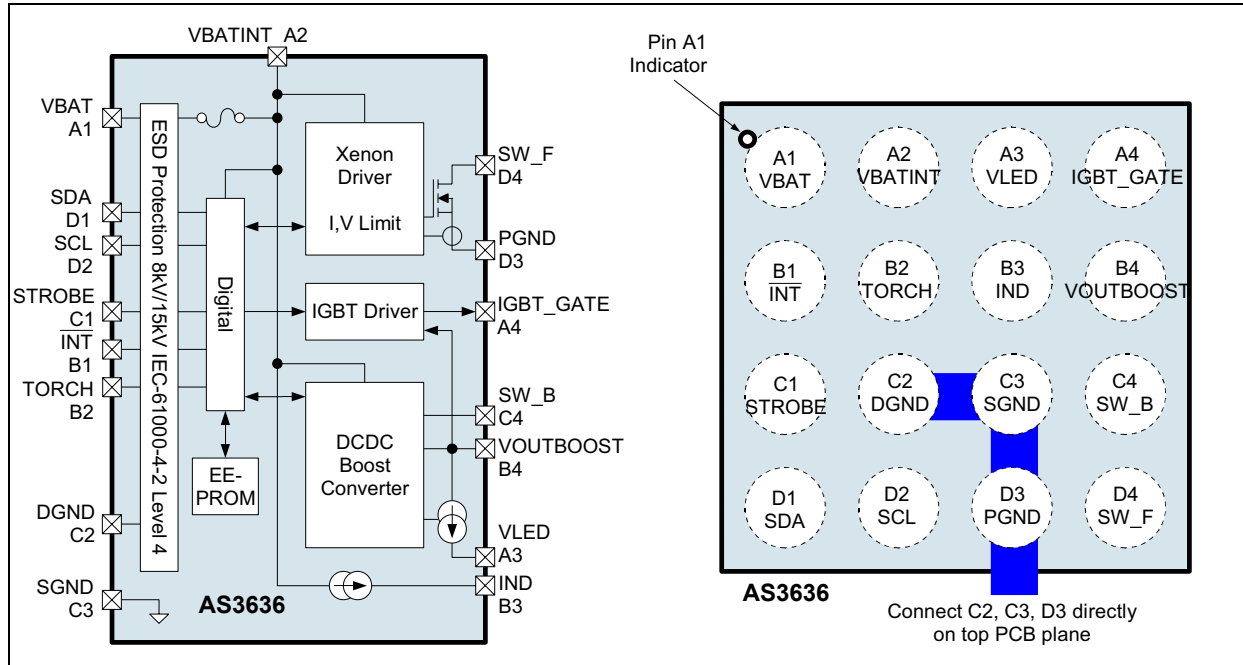 VBATINT A2
VBAT
A1
SDA
D1
SCL
D2
STROBE
C1
INT
B1
TORCH
B2
DGND
C2
SGND
C3
ESD Protection 8kV/15kV IEC-61000-4-2 Level 4
Digital
EE-
PROM
Xenon
Driver
I,V Limit
IGBT Driver
DCDC
Boost
Converter
SW_F
D4
PGND
D3
IGBT_GATE
A4
SW_B
C4
VOUTBOOST
B4
VLED
A3
IND
B3
AS3636
Pin A1
Indicator
A1
VBAT
A2
VBATINT
A3
VLED
A4
IGBT_GATE
B1
INT
B2
TORCH
B3
IND
B4
VOUTBOOST
C1
STROBE
C2
DGND
C3
SGND
C4
SW_B
D1
SDA
D2
SCL
D3
PGND
D4
SW_F
AS3636
Connect C2, C3, D3 directly
on top PCB plane